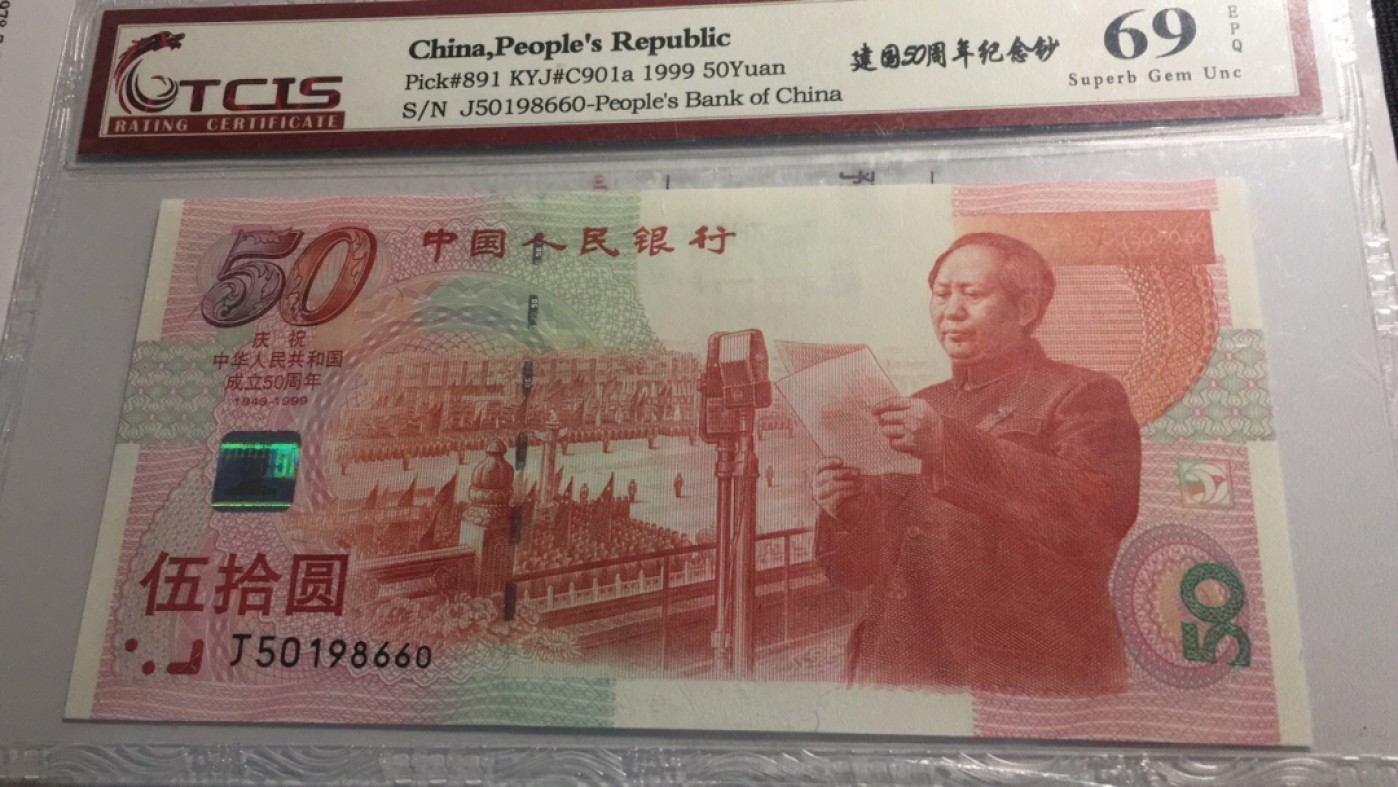 TCIS
RATING CERTIFICATE
China,People's Republic
Pick#891 KYJ#C901a 1999 50Yuan
S/N J50198660-People's Bank of China
建国50周年纪念钞
69
EPQ
Superb Gem Unc
50
中国人民银行
庆祝
中华人民共和国
成立50周年
1949-1999
伍拾圆
J50198660
50